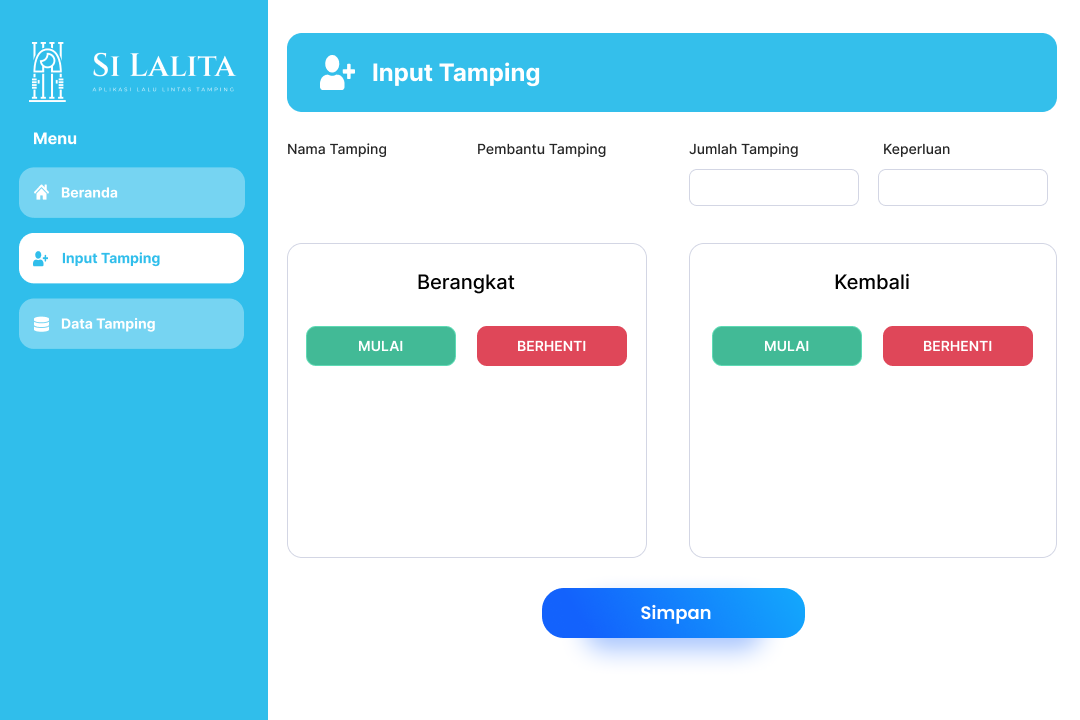 SI LALITA
APLIKASI LALU LINTAS TAMPING
Menu
Beranda
Input Tamping
Data Tamping
Input Tamping
Nama Tamping
Pembantu Tamping
Jumlah Tamping
Keperluan
Berangkat
MULAI
BERHENTI
Kembali
MULAI
BERHENTI
Simpan